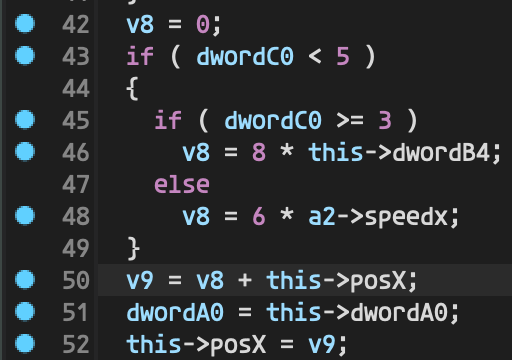 42 v8 = 0;
43 if ( dwordC0 < 5 )
44 {
45 if ( dwordC0 >= 3 )
46 v8 = 8 * this->dwordB4;
47 else
48 v8 = 6 * a2->speedx;
49 }
50 v9 = v8 + this->posX;
51 dwordA0 = this->dwordA0;
52 this->posX = v9;